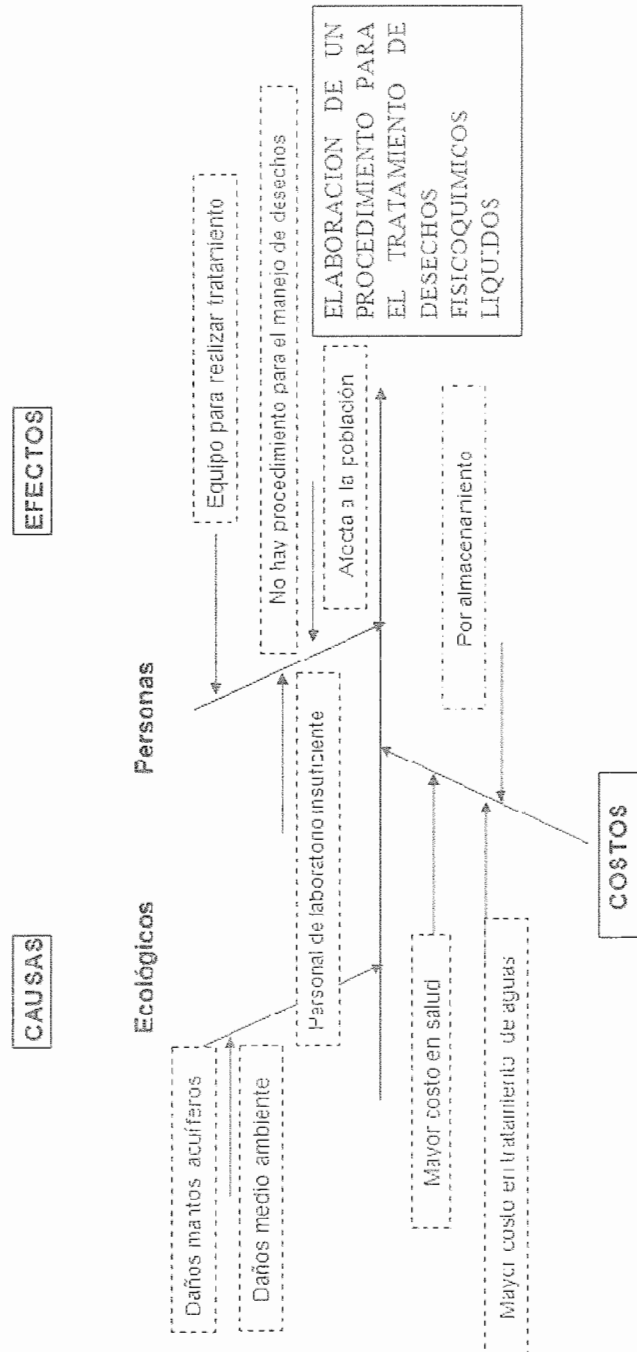 CAUSAS
EFECTOS
Ecológicos
Personas
Daños mantos acuíferos
Daños medio ambiente
Equipo para realizar tratamiento
No hay procedimiento para el manejo de desechos
Personal de laboratorio insuficiente
Afecta a la población
ELABORACION DE UN
PROCEDIMIENTO PARA
EL TRATAMIENTO DE
DESECHOS
FISICOQUIMICOS
LIQUIDOS
Mayor costo en salud
Por almacenamiento
Mayor costo en tratamiento de aguas
COSTOS